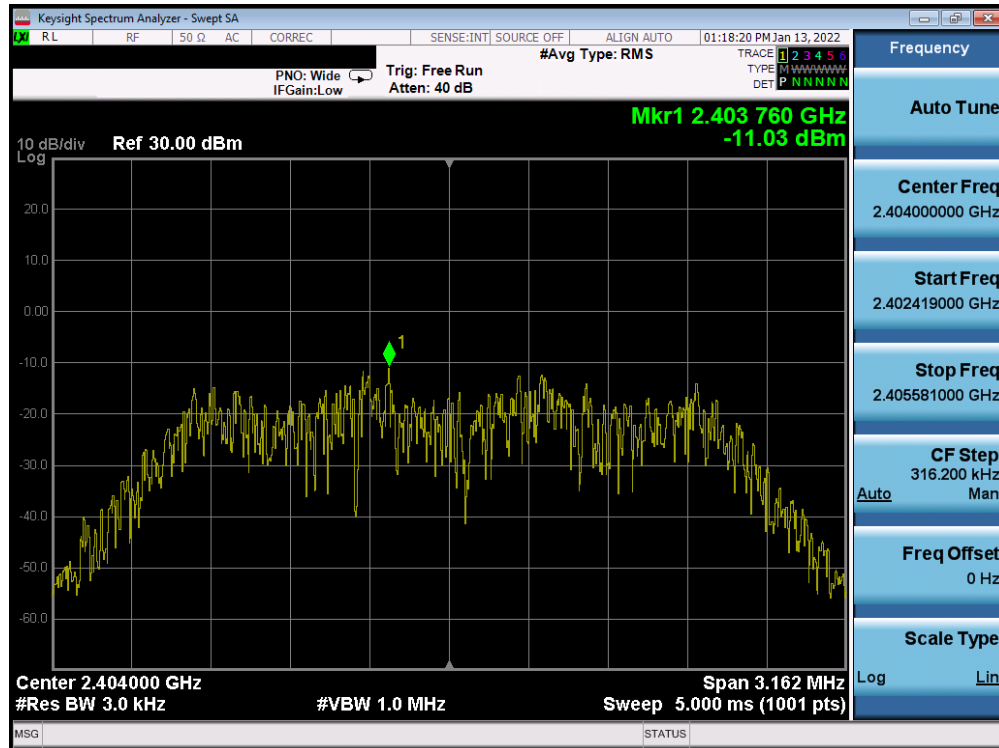 Keysight Spectrum Analyzer - Swept SA
LXI RL RF 50 Ω AC CORREC SENSE:INT SOURCE OFF ALIGN AUTO 01:18:20 PM Jan 13, 2022
#Avg Type: RMS
TRACE 1 2 3 4 5 6
TYPE M WWWWW
DET P N N N N N
PNO: Wide
IFGain:Low
Trig: Free Run
Atten: 40 dB
Mkr1 2.403 760 GHz
-11.03 dBm
10 dB/div
Log
Ref 30.00 dBm
20.0
10.0
0.00
-10.0
-20.0
-30.0
-40.0
-50.0
-60.0
1
Center 2.404000 GHz
Span 3.162 MHz
#Res BW 3.0 kHz
#VBW 1.0 MHz
Sweep 5.000 ms (1001 pts)
MSG
STATUS
Frequency
Auto Tune
Center Freq
2.404000000 GHz
Start Freq
2.402419000 GHz
Stop Freq
2.405581000 GHz
CF Step
316.200 kHz
Auto Man
Freq Offset
0 Hz
Scale Type
Log Lin